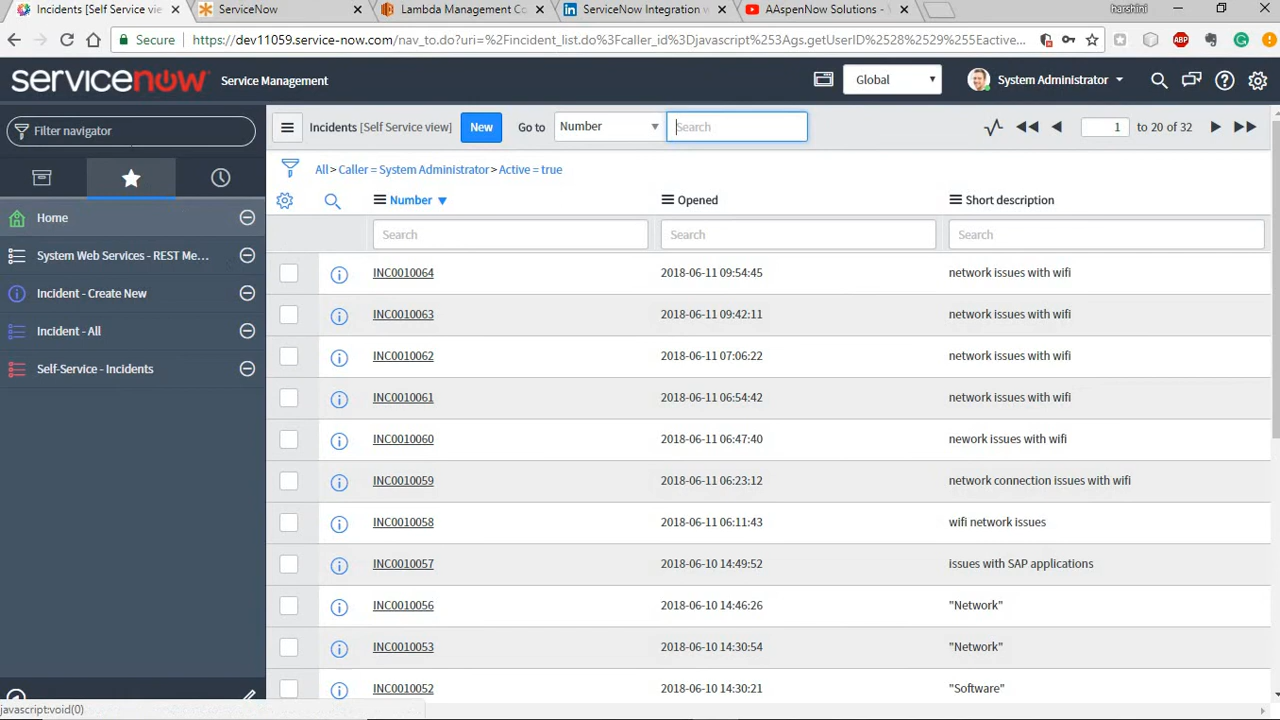 Incidents [Self Service view]
ServiceNow
Lambda Management Co
ServiceNow Integration w
AAspenNow Solutions -
harshini
Secure
https://dev11059.service-now.com/nav_to.do?uri=%2Fincident_list.do%3Fcaller_id%3Djavascript%253Ags.getUserID%2528%2529%255Eactive...
ABP
servicenow
Service Management
Global
System Administrator
Filter navigator
Incidents [Self Service view]
New
Go to
Number
Search
1
to 20 of 32
All > Caller = System Administrator > Active = true
Number
Opened
Short description
Search
Search
Search
Home
System Web Services - REST Me...
Incident - Create New
Incident - All
Self-Service - Incidents
INC0010064 2018-06-11 09:54:45 network issues with wifi
INC0010063 2018-06-11 09:42:11 network issues with wifi
INC0010062 2018-06-11 07:06:22 network issues with wifi
INC0010061 2018-06-11 06:54:42 network issues with wifi
INC0010060 2018-06-11 06:47:40 nework issues with wifi
INC0010059 2018-06-11 06:23:12 network connection issues with wifi
INC0010058 2018-06-11 06:11:43 wifi network issues
INC0010057 2018-06-10 14:49:52 issues with SAP applications
INC0010056 2018-06-10 14:46:26 "Network"
INC0010053 2018-06-10 14:30:54 "Network"
INC0010052 2018-06-10 14:30:21 "Software"
javascript:void(0)